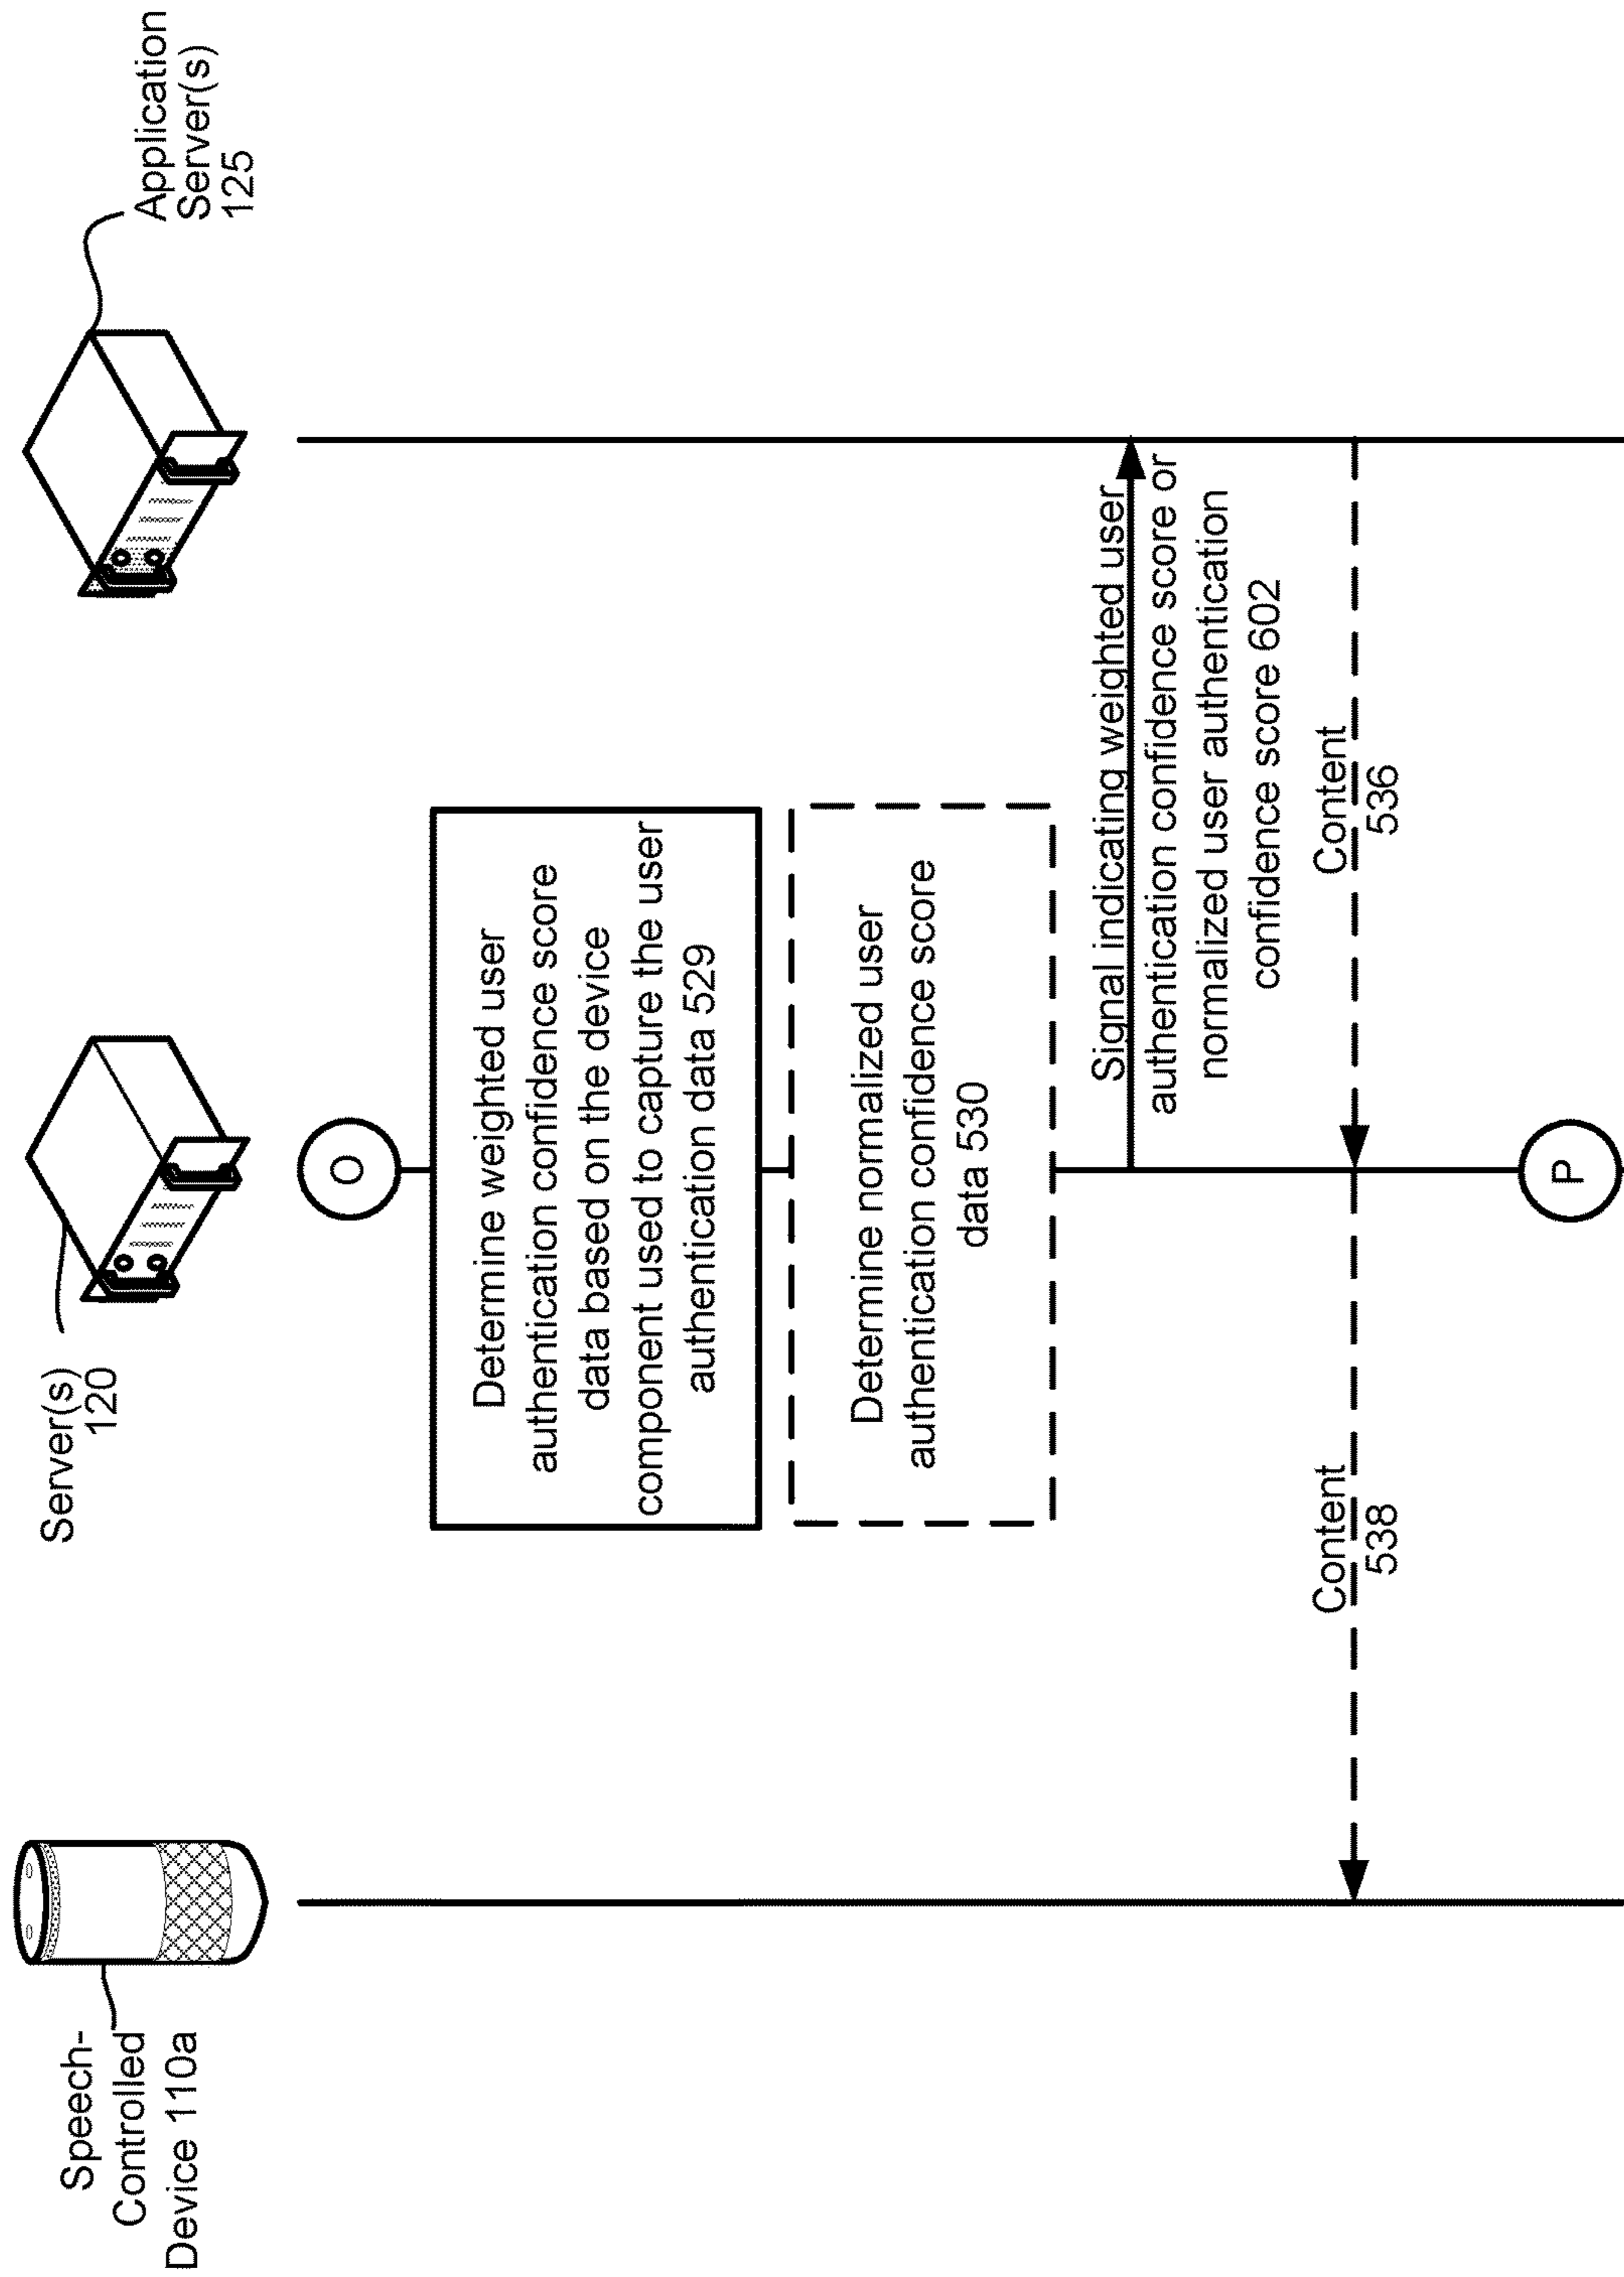 Speech-
Controlled
Device 110a
Server(s)
120
Application
Server(s)
125
O
Determine weighted user
authentication confidence score
data based on the device
component used to capture the user
authentication data 529
Determine normalized user
authentication confidence score
data 530
Signal indicating weighted user
authentication confidence score or
normalized user authentication
confidence score 602
Content
538
Content
536
P